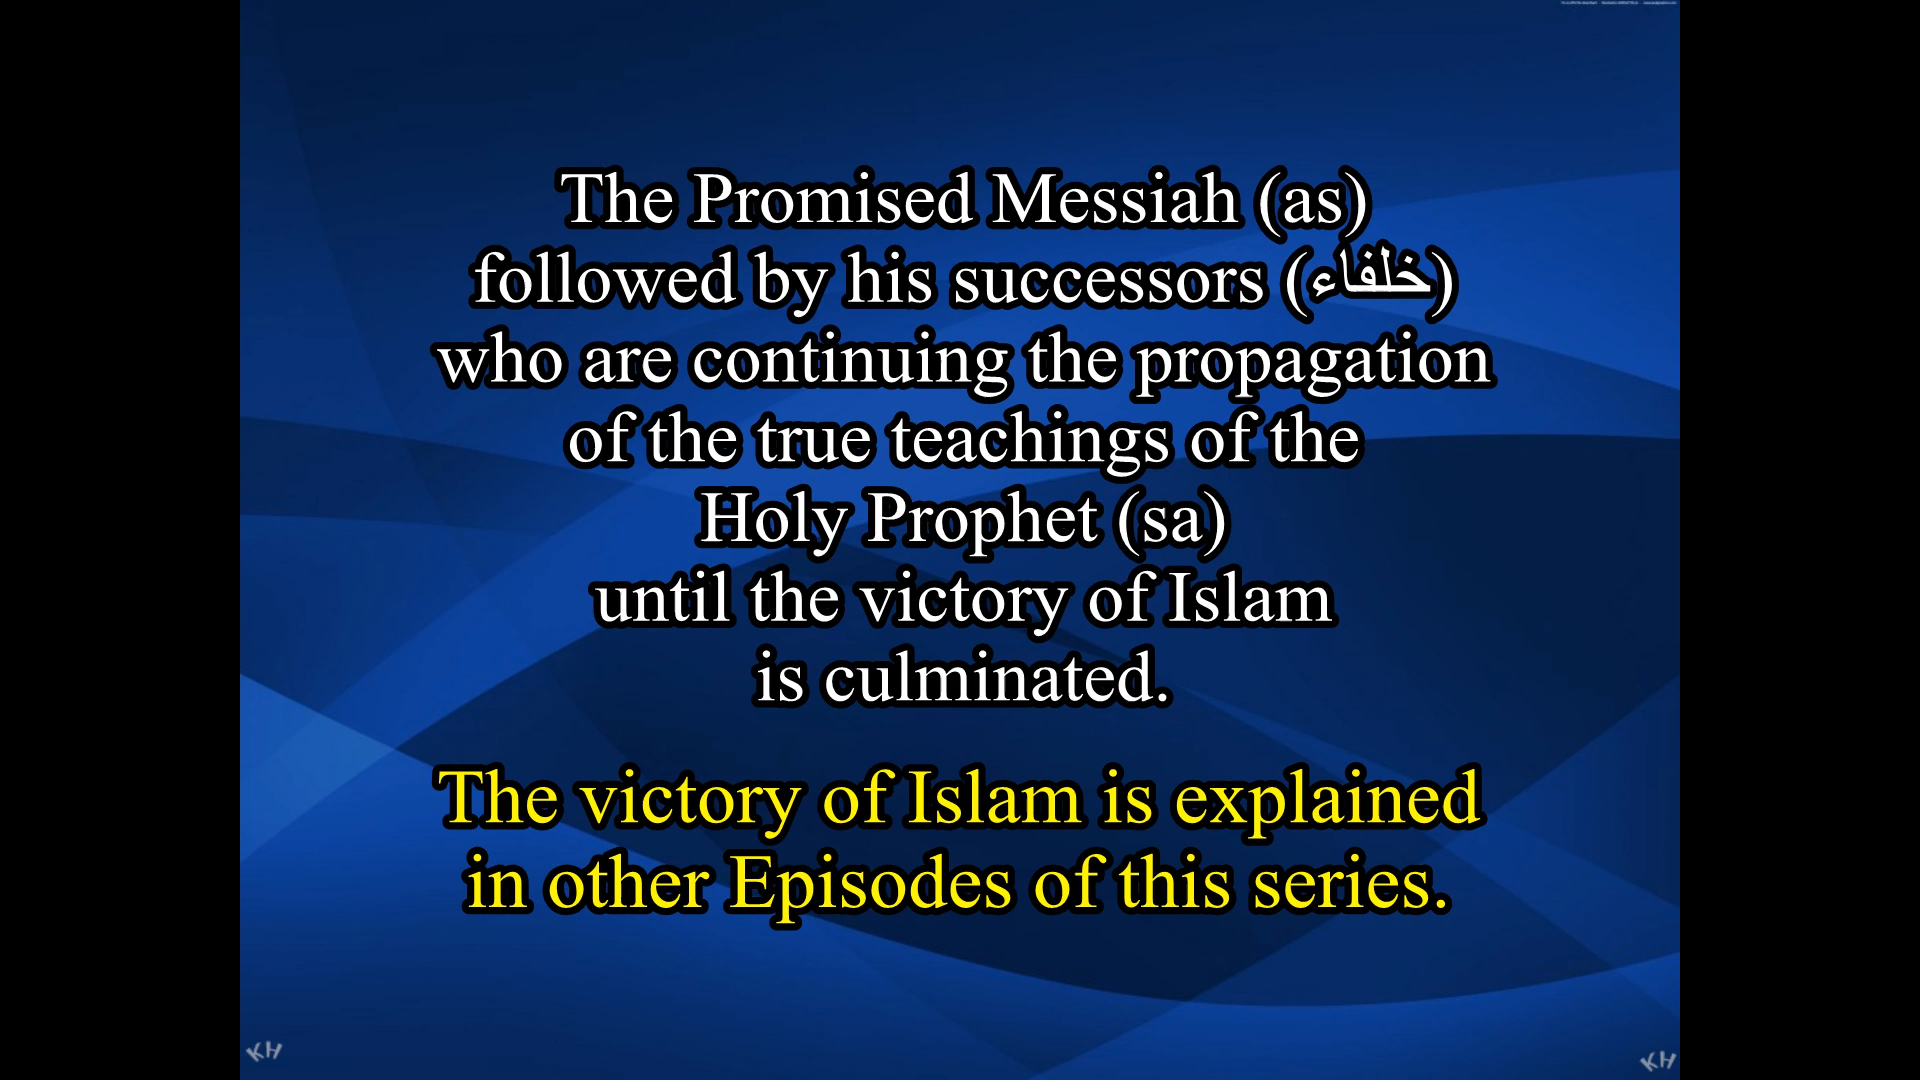 The Promised Messiah (as)
followed by his successors (خلفاء)
who are continuing the propagation
of the true teachings of the
Holy Prophet (sa)
until the victory of Islam
is culminated.
The victory of Islam is explained
in other Episodes of this series.
KH
KH